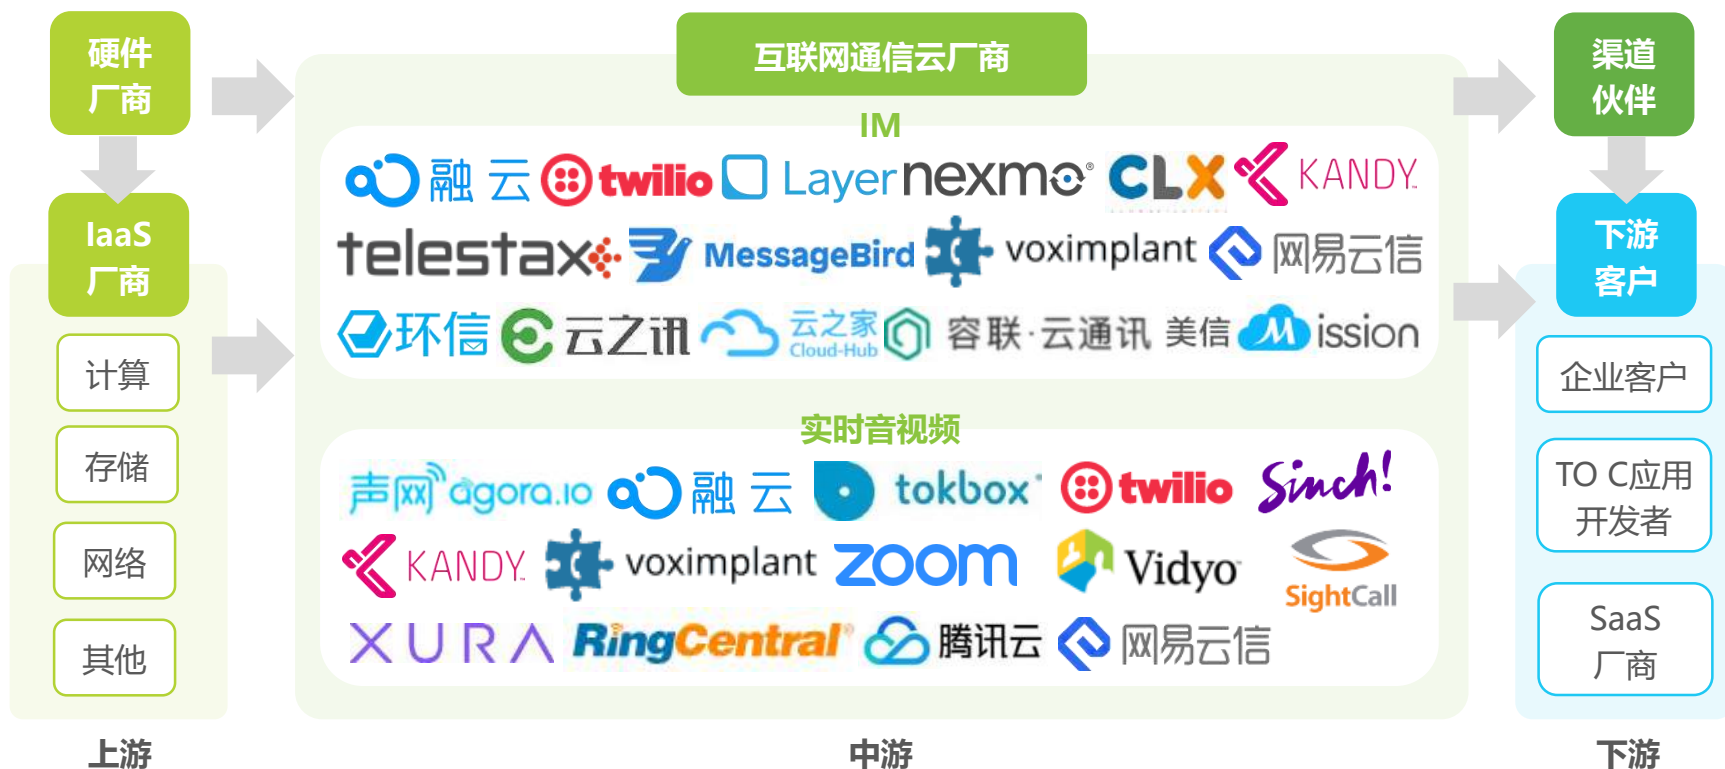 硬件
厂商
IaaS
厂商
计算
存储
网络
其他
上游
互联网通信云厂商
IM
融云
twilio
Layer
nexmo®
CLX
KANDY™
telestax
MessageBird
voximplant
网易云信
环信
云之讯
云之家
Cloud-Hub
容联·云通讯
美信
Mission
实时音视频
声网 agora.io
融云
tokbox
twilio
Sinch!
KANDY™
voximplant
zoom
Vidyo
SightCall
XURA
RingCentral®
腾讯云
网易云信
中游
渠道
伙伴
下游
客户
企业客户
TO C应用
开发者
SaaS
厂商
下游